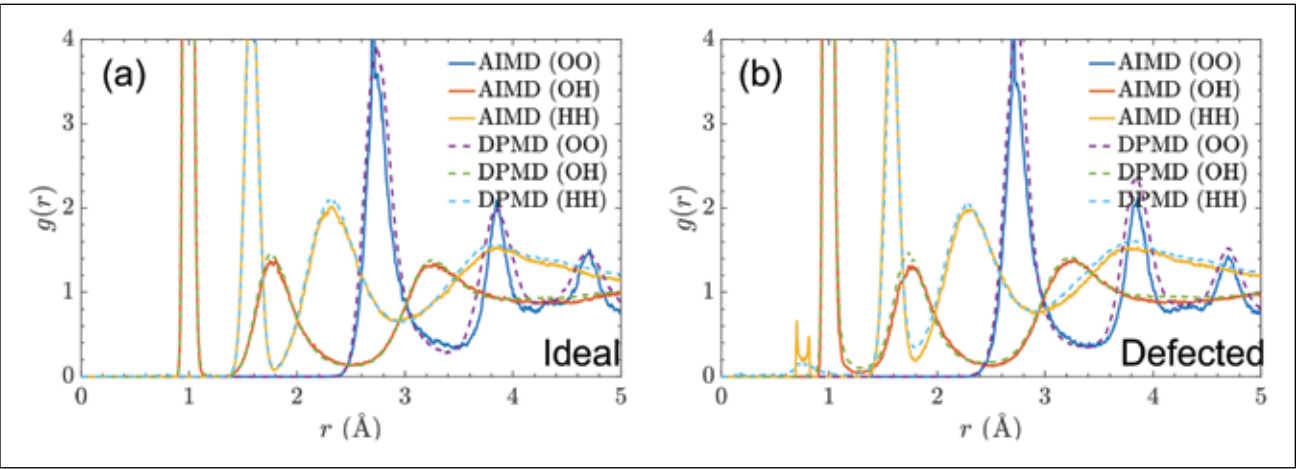 (a)
AIMD (OO)
AIMD (OH)
AIMD (HH)
DPMD (OO)
DPMD (OH)
DPMD (HH)
Ideal
g(r)
4
3
2
1
0
0 1 2 3 4 5
r (Å)
(b)
AIMD (OO)
AIMD (OH)
AIMD (HH)
DPMD (OO)
DPMD (OH)
DPMD (HH)
Defected
g(r)
4
3
2
1
0
0 1 2 3 4 5
r (Å)